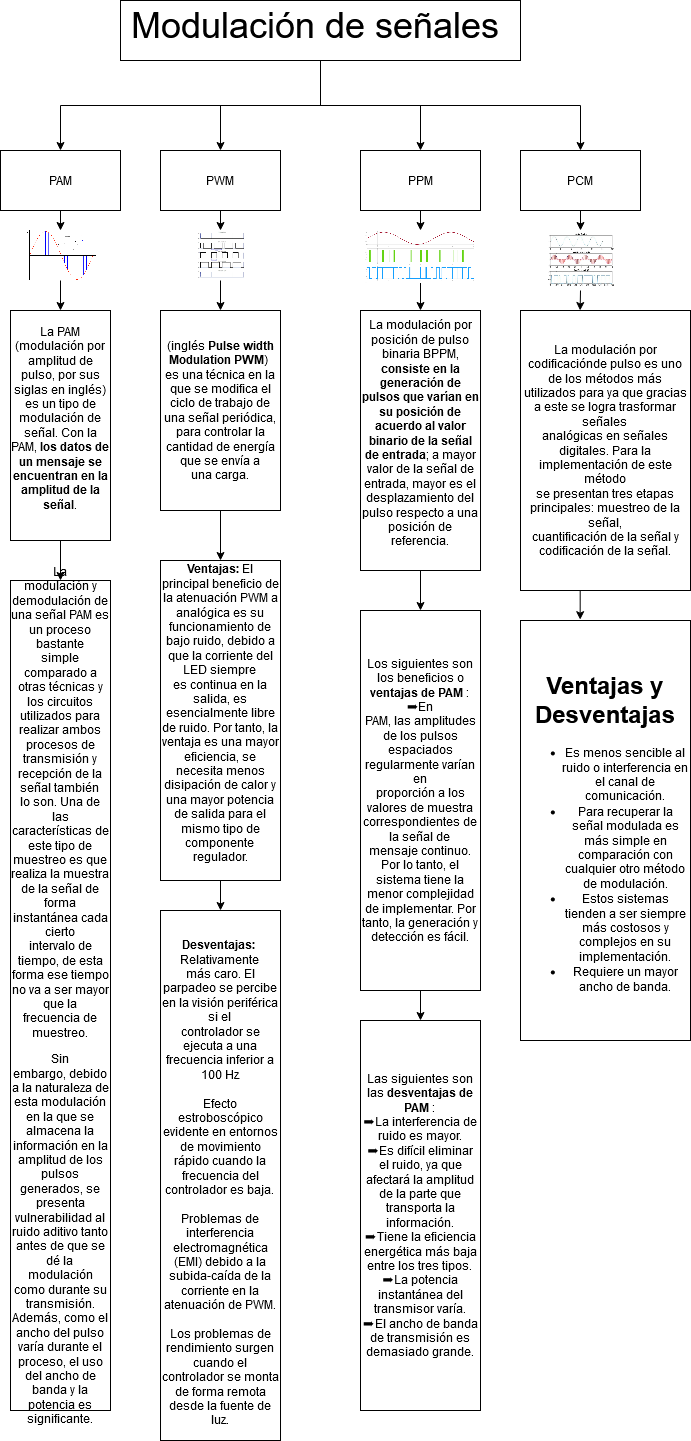 Modulación de señales
PAM
PWM
PPM
PCM
La PAM
(modulación por
amplitud de
pulso, por sus
siglas en inglés)
es un tipo de
modulación de
señal. Con la
PAM, los datos de
un mensaje se
encuentran en la
amplitud de la
señal.
La
modulación y
demodulación de
una señal PAM es
un proceso
bastante
simple
comparado a
otras técnicas y
los circuitos
utilizados para
realizar ambos
procesos de
transmisión y
recepción de la
señal también
lo son. Una de
las
características de
este tipo de
muestreo es que
realiza la muestra
de la señal de
forma
instantánea cada
cierto
intervalo de
tiempo, de esta
forma ese tiempo
no va a ser mayor
que la
frecuencia de
muestreo.
Sin
embargo, debido
a la naturaleza de
esta modulación
en la que se
almacena la
información en la
amplitud de los
pulsos
generados, se
presenta
vulnerabilidad al
ruido aditivo tanto
antes de que se
dé la
modulación
como durante su
transmisión.
Además, como el
ancho del pulso
varía durante el
proceso, el uso
del ancho de
banda y la
potencia es
significante.
(inglés Pulse width
Modulation PWM)
es una técnica en la
que se modifica el
ciclo de trabajo de
una señal periódica,
para controlar la
cantidad de energía
que se envía a
una carga.
Ventajas: El
principal beneficio de
la atenuación PWM a
analógica es su
funcionamiento de
bajo ruido, debido a
que la corriente del
LED siempre
es continua en la
salida, es
esencialmente libre
de ruido. Por tanto, la
ventaja es una mayor
eficiencia, se
necesita menos
disipación de calor y
una mayor potencia
de salida para el
mismo tipo de
componente
regulador.
Desventajas:
Relativamente
más caro. El
parpadeo se percibe
en la visión periférica
si el
controlador se
ejecuta a una
frecuencia inferior a
100 Hz
Efecto
estroboscópico
evidente en entornos
de movimiento
rápido cuando la
frecuencia del
controlador es baja.
Problemas de
interferencia
electromagnética
(EMI) debido a la
subida-caída de la
corriente en la
atenuación de PWM.
Los problemas de
rendimiento surgen
cuando el
controlador se monta
de forma remota
desde la fuente de
luz.
La modulación por
posición de pulso
binaria BPPM,
consiste en la
generación de
pulsos que varían en
su posición de
acuerdo al valor
binario de la señal
de entrada; a mayor
valor de la señal de
entrada, mayor es el
desplazamiento del
pulso respecto a una
posición de
referencia.
Los siguientes son
los beneficios o
ventajas de PAM :
➡En
PAM, las amplitudes
de los pulsos
espaciados
regularmente varían
en
proporción a los
valores de muestra
correspondientes de
la señal de
mensaje continuo.
Por lo tanto, el
sistema tiene la
menor complejidad
de implementar. Por
tanto, la generación y
detección es fácil.
Las siguientes son
las desventajas de
PAM :
➡La interferencia de
ruido es mayor.
➡Es difícil eliminar
el ruido, ya que
afectará la amplitud
de la parte que
transporta la
información.
➡Tiene la eficiencia
energética más baja
entre los tres tipos.
➡La potencia
instantánea del
transmisor varía.
➡El ancho de banda
de transmisión es
demasiado grande.
La modulación por
codificaciónde pulso es uno
de los métodos más
utilizados para ya que gracias
a este se logra trasformar
señales
analógicas en señales
digitales. Para la
implementación de este
método
se presentan tres etapas
principales: muestreo de la
señal,
cuantificación de la señal y
codificación de la señal.
Ventajas y
Desventajas
• Es menos sencible al
ruido o interferencia en
el canal de
comunicación.
• Para recuperar la
señal modulada es
más simple en
comparación con
cualquier otro método
de modulación.
• Estos sistemas
tienden a ser siempre
más costosos y
complejos en su
implementación.
• Requiere un mayor
ancho de banda.